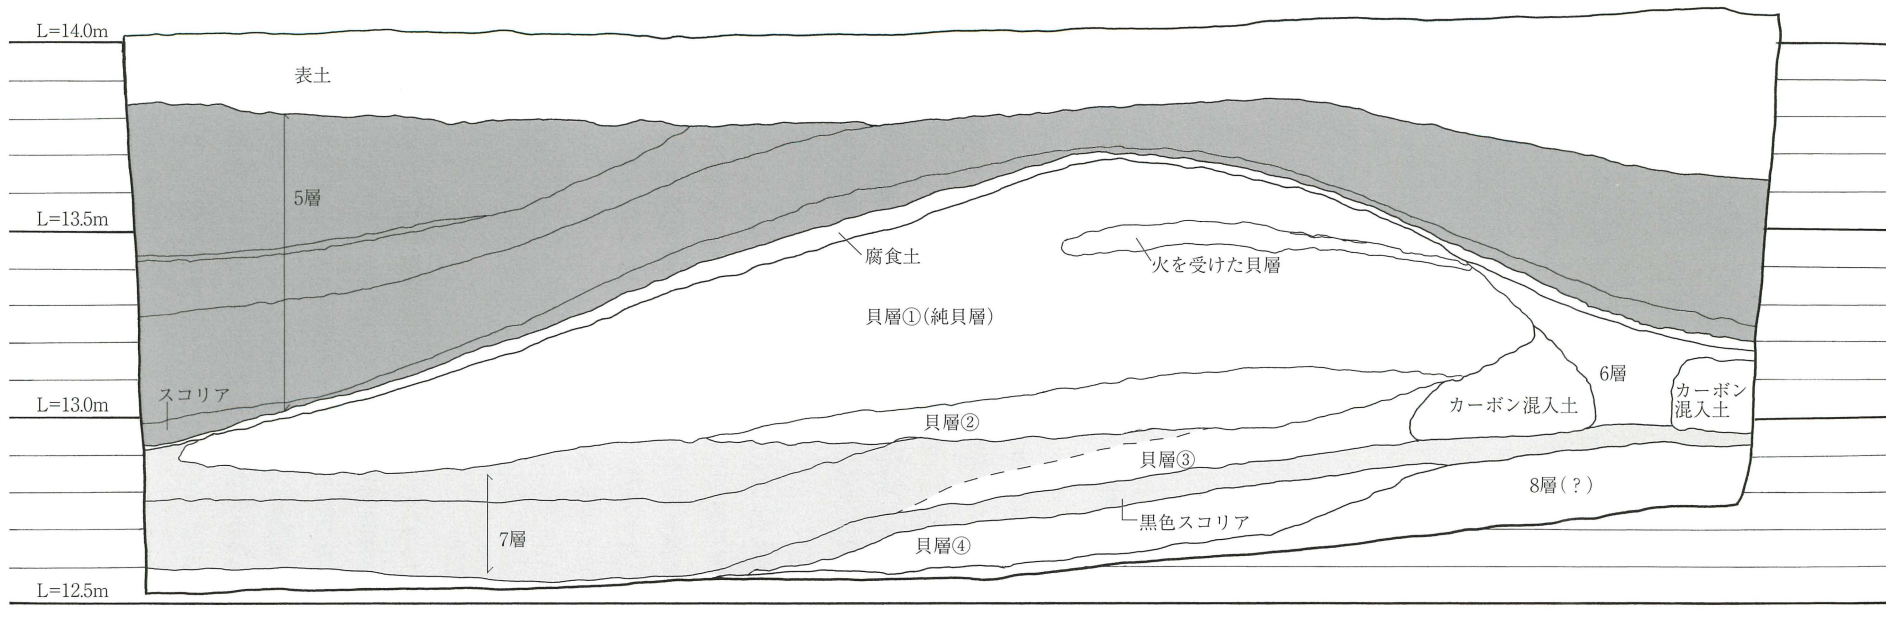 L=14.0m
表土
5層
L=13.5m
腐食土
火を受けた貝層
貝層①(純貝層)
6層
スコリア
カーボン
混入土
カーボン混入土
L=13.0m
貝層②
貝層③
8層(?)
黒色スコリア
7層
貝層④
L=12.5m